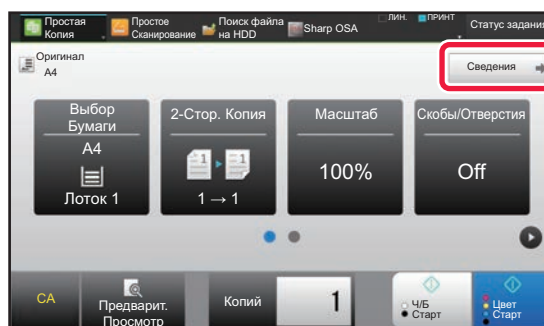 Простая
Копия
Простое
Сканирование
Поиск файла
на HDD
Sharp OSA
ЛИН.
ПРИНТ
Статус задания
Оригинал
A4
Сведения
Выбор
Бумаги
A4
Лоток 1
2-Стор. Копия
1
1
1 → 1
Масштаб
100%
Скобы/Отверстия
Off
CA
Предварит.
Просмотр
Копий
1
Ч/Б
Старт
Цвет
Старт